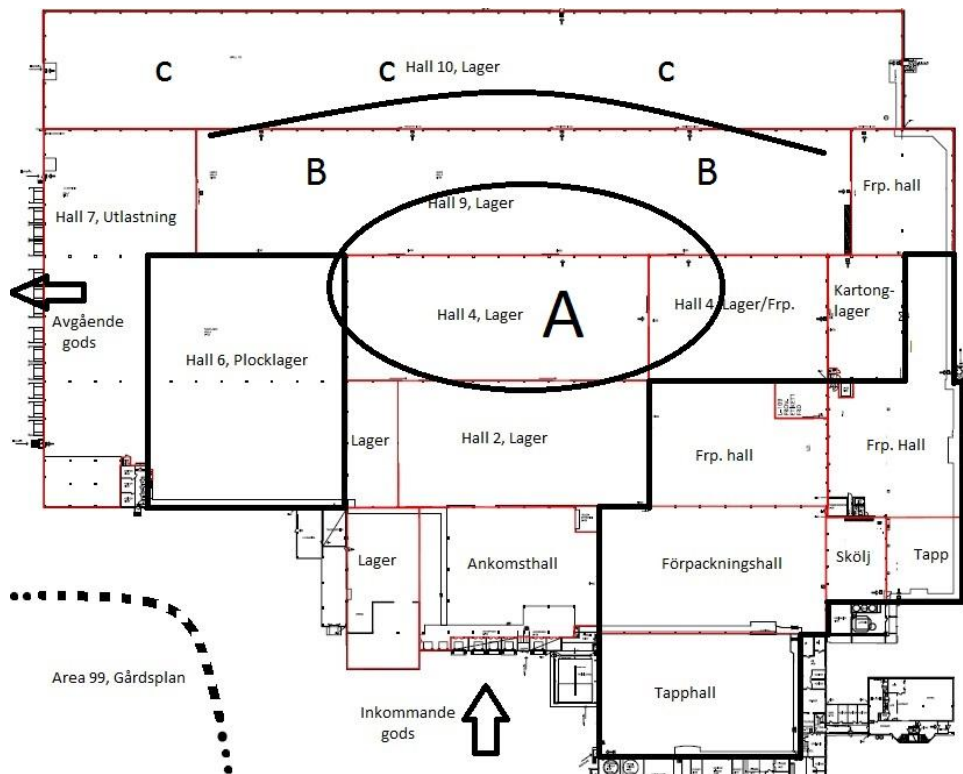 C
C
Hall 10, Lager
C
B
B
Frp. hall
Hall 9, Lager
Hall 7, Utlastning
Hall 4, Lager
A
Hall 4, Lager/Frp.
Kartong-
lager
Avgående
gods
Hall 6, Plocklager
Lager
Hall 2, Lager
Frp. hall
Frp. Hall
Lager
Ankomsthall
Förpackningshall
Skölj
Tapp
Area 99, Gårdsplan
Inkommande
gods
Tapphall